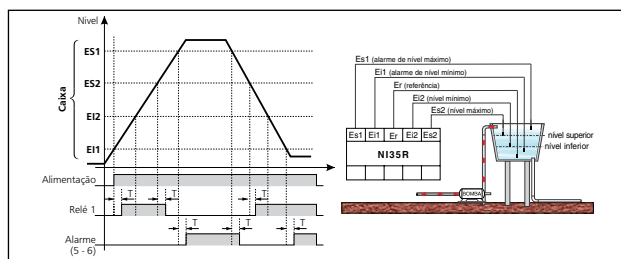 Nível
ES1
ES2
EI2
EI1
Caixa
Alimentação
Relé 1
Alarme
(5 - 6)
T T T T T T
Es1 (alarme de nível máximo)
Ei1 (alarme de nível mínimo)
Er (referência)
Ei2 (nível mínimo)
Es2 (nível máximo)
Es1 Ei1 Er Ei2 Es2
NI35R
nível superior
nível inferior
BOMBA